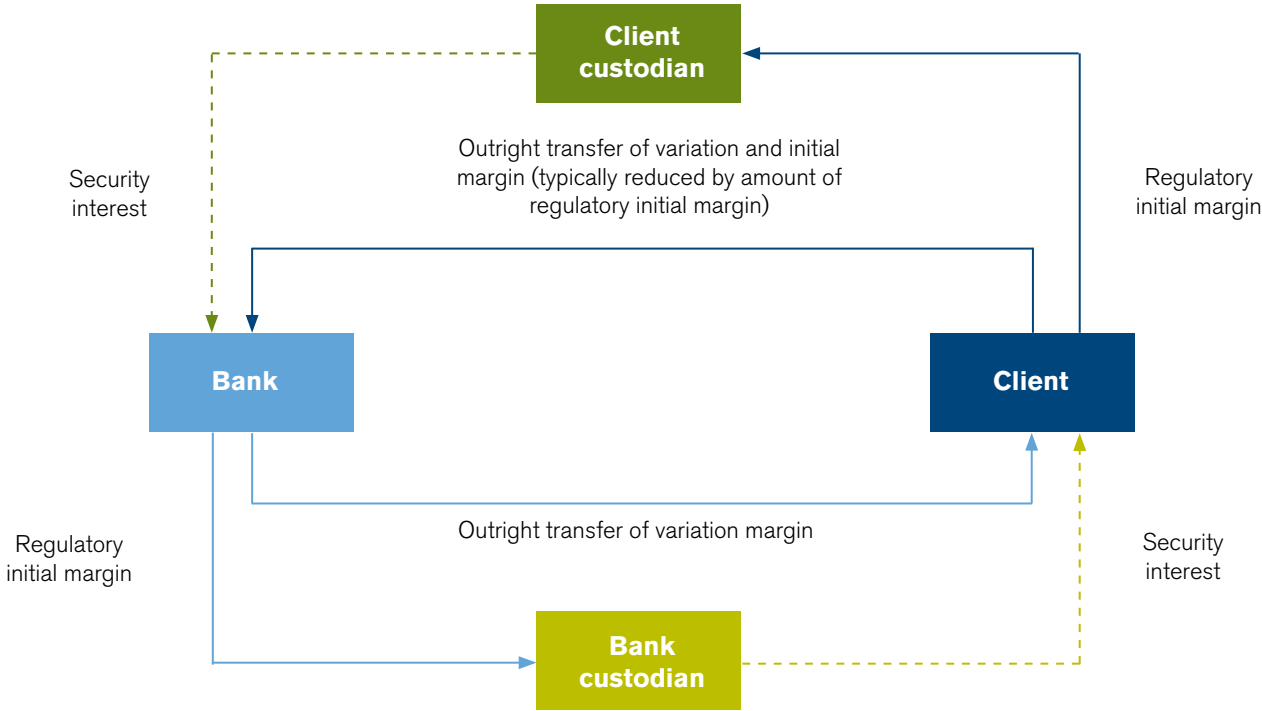 Client
custodian
Outright transfer of variation and initial
margin (typically reduced by amount of
regulatory initial margin)
Security
interest
Regulatory
initial margin
Bank
Client
Outright transfer of variation margin
Regulatory
initial margin
Security
interest
Bank
custodian